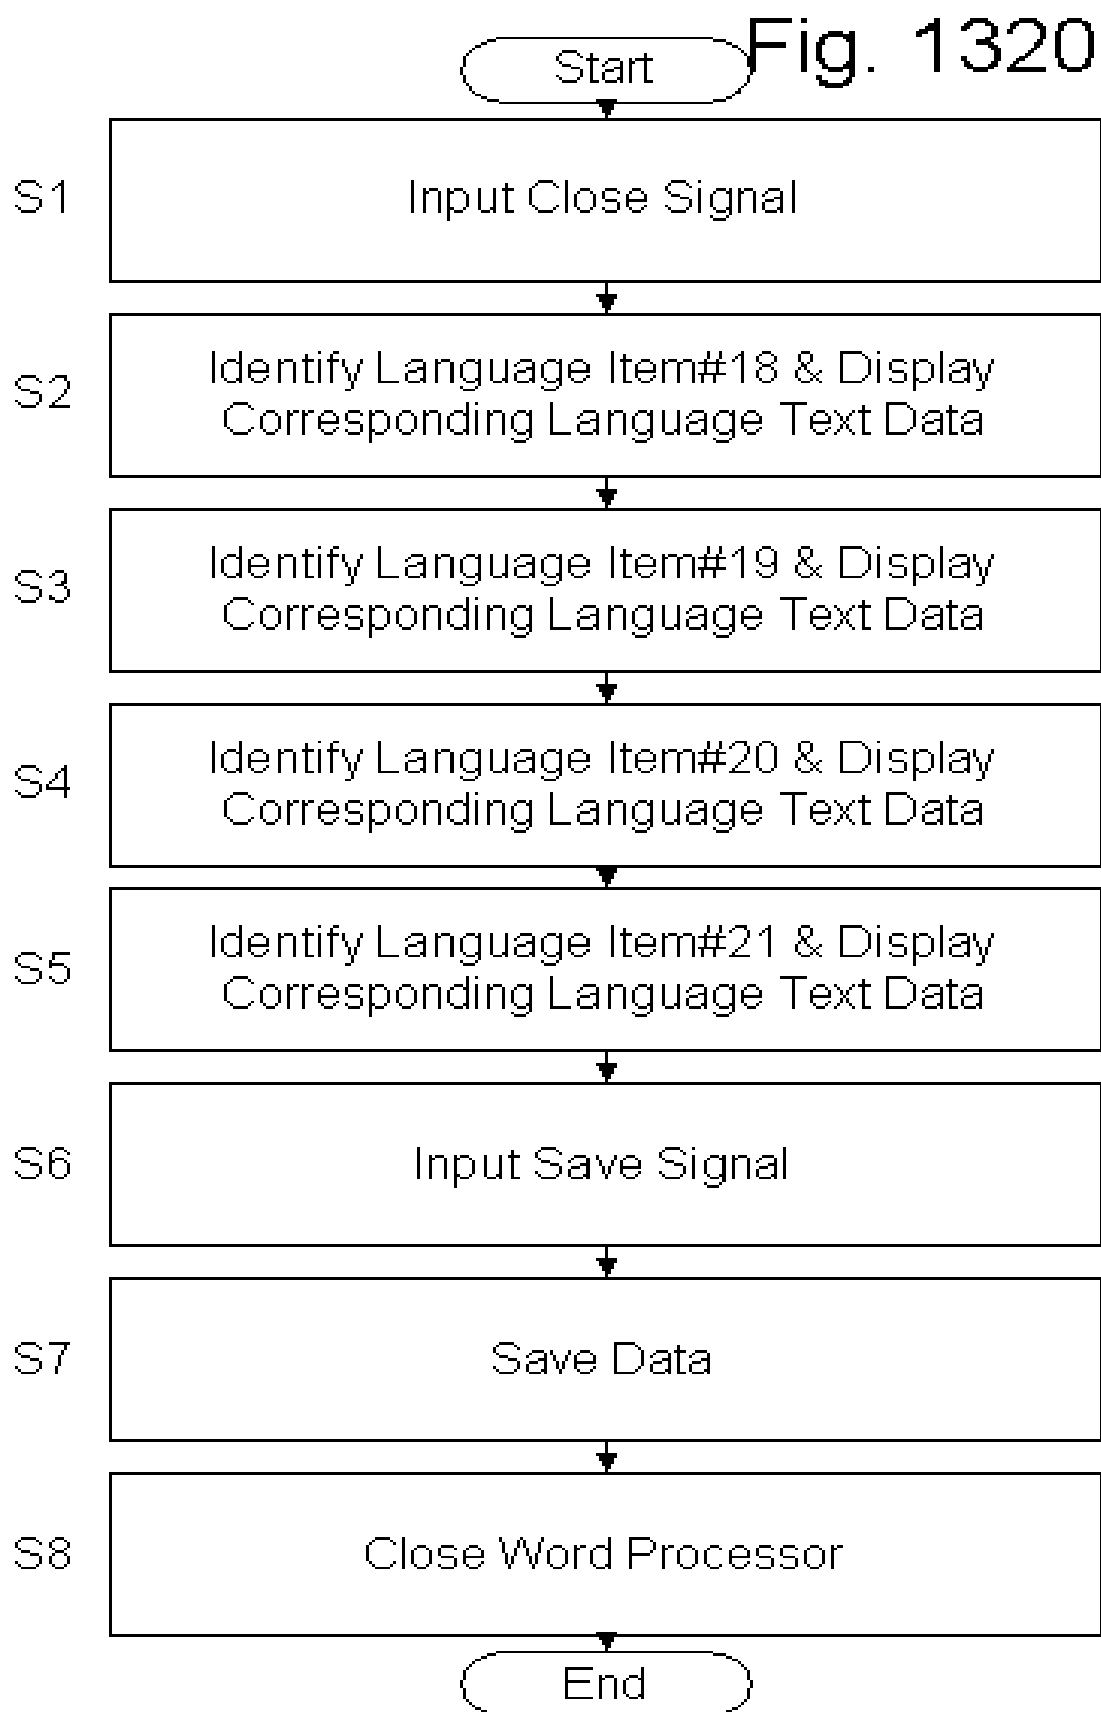 Fig. 1320
Start
S1
Input Close Signal
S2
Identify Language Item#18 & Display
Corresponding Language Text Data
S3
Identify Language Item#19 & Display
Corresponding Language Text Data
S4
Identify Language Item#20 & Display
Corresponding Language Text Data
S5
Identify Language Item#21 & Display
Corresponding Language Text Data
S6
Input Save Signal
S7
Save Data
S8
Close Word Processor
End